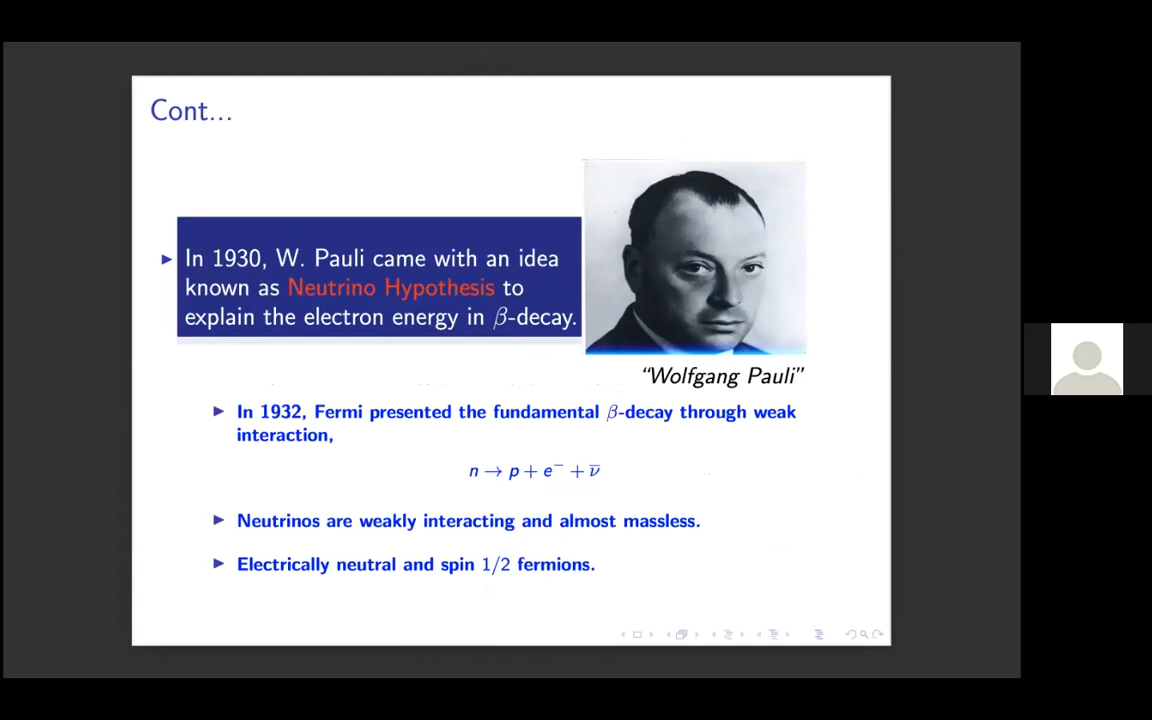 Cont...
In 1930, W. Pauli came with an idea
known as Neutrino Hypothesis to
explain the electron energy in β-decay.
“Wolfgang Pauli”
In 1932, Fermi presented the fundamental β-decay through weak
interaction,
n → p + e⁻ + ν̅
Neutrinos are weakly interacting and almost massless.
Electrically neutral and spin 1/2 fermions.